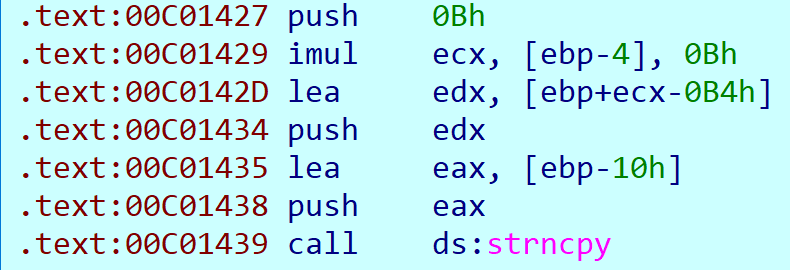 .text:00C01427 push 0Bh
.text:00C01429 imul ecx, [ebp-4], 0Bh
.text:00C0142D lea edx, [ebp+ecx-0B4h]
.text:00C01434 push edx
.text:00C01435 lea eax, [ebp-10h]
.text:00C01438 push eax
.text:00C01439 call ds:strncpy